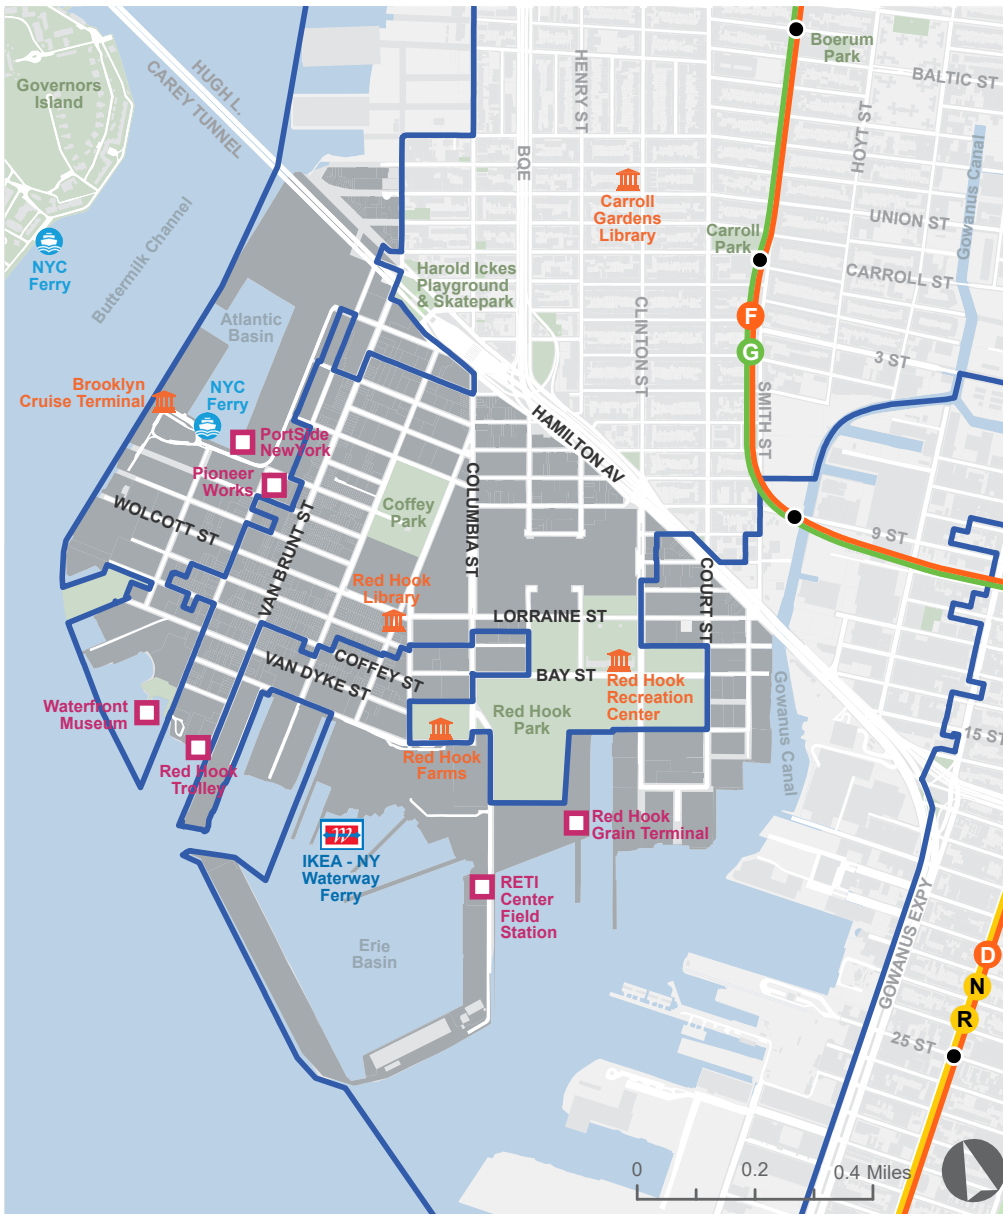 Boerum
Park
BALTIC ST
Governors
Island
HUGH L.
CAREY TUNNEL
HENRY ST
HOYT ST
BQE
Gowanus Canal
Carroll
Gardens
Library
UNION ST
Carroll
Park
NYC
Ferry
Buttermilk Channel
CARROLL ST
Harold Ickes
Playground
& Skatepark
CLINTON ST
Atlantic
Basin
F
G
3 ST
Brooklyn
Cruise Terminal
NYC
Ferry
SMITH ST
HAMILTON AV
PortSide
NewYork
Pioneer
Works
COLUMBIA ST
Coffey
Park
WOLCOTT ST
VAN BRUNT ST
9 ST
COURT ST
Red Hook
Library
LORRAINE ST
COFFEY ST
VAN DYKE ST
BAY ST
Red Hook
Recreation
Center
Gowanus Canal
Waterfront
Museum
Red Hook
Park
15 ST
Red Hook
Farms
Red Hook
Trolley
W
Red Hook
Grain Terminal
IKEA - NY
Waterway
Ferry
RETI
Center
Field
Station
GOWANUS EXPY
Erie
Basin
D
N
R
25 ST
0 0.2 0.4 Miles